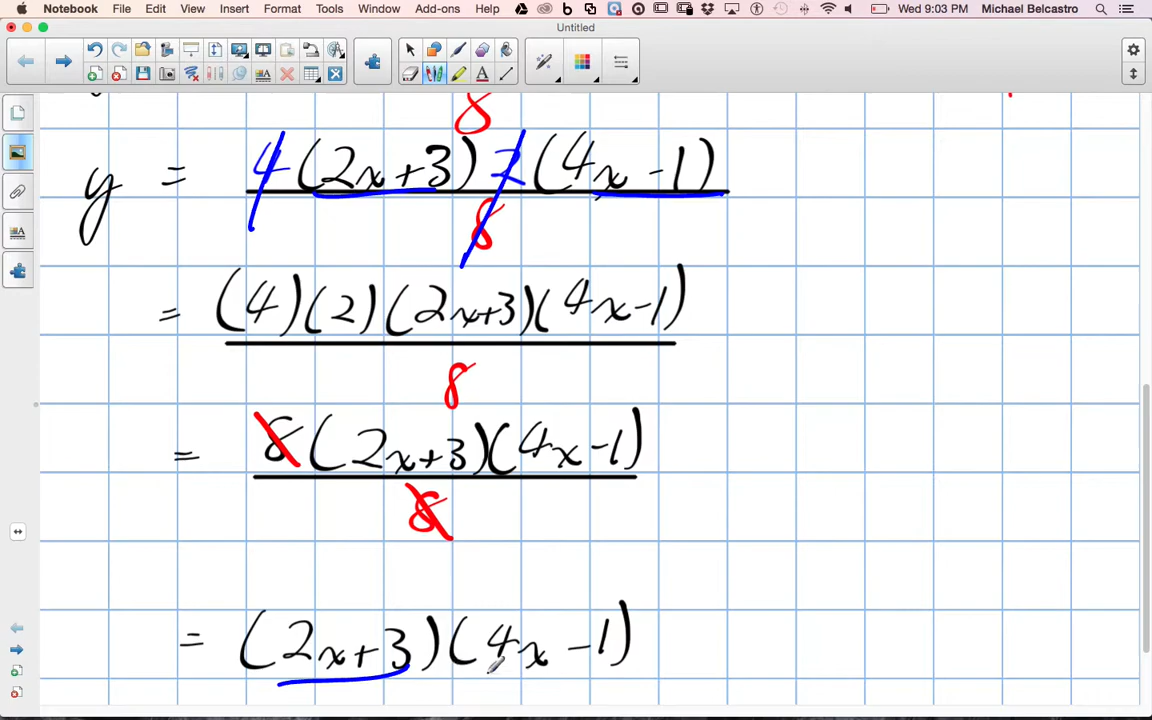 Notebook File Edit View Insert Format Tools Window Add-ons Help Wed 9:03 PM Michael Belcastro
Untitled
8
y = 4(2x+3)2(4x-1)
8
= (4)(2)(2x+3)(4x-1)
8
= 8(2x+3)(4x-1)
8
= (2x+3)(4x-1)